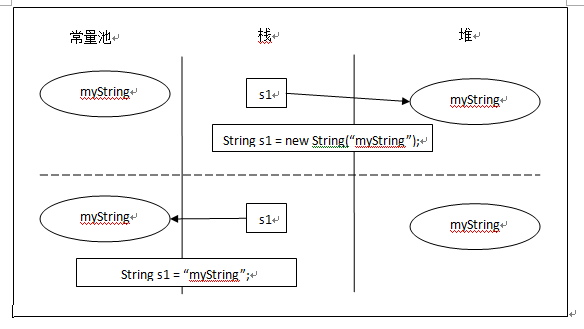 常量池 栈 堆
myString s1 myString
String s1 = new String(“myString”);
myString s1 myString
String s1 = “myString”;